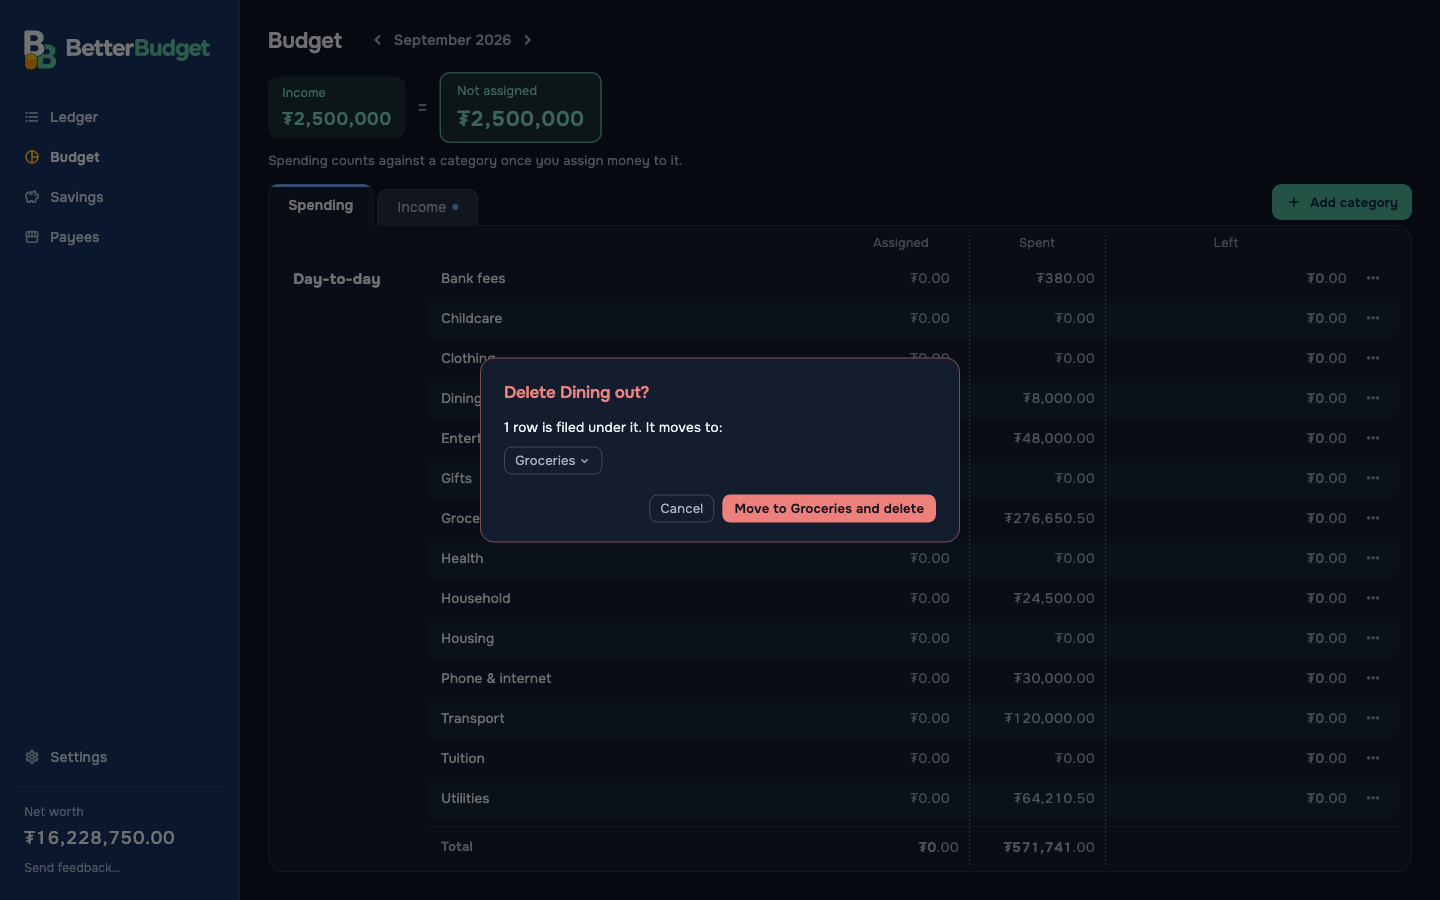 BB BetterBudget
Ledger
Budget
Savings
Payees
Settings
Net worth
₮16,228,750.00
Send feedback...
Budget
September 2026
Income
₮2,500,000
=
Not assigned
₮2,500,000
Spending counts against a category once you assign money to it.
Spending
Income
+ Add category
Assigned Spent Left
Day-to-day
Bank fees ₮0.00 ₮380.00 ₮0.00
Childcare ₮0.00 ₮0.00 ₮0.00
Clothing ₮0.00 ₮0.00 ₮0.00
Dining ₮8,000.00 ₮0.00
Entert ₮48,000.00 ₮0.00
Gifts ₮0.00 ₮0.00
Groce ₮276,650.50 ₮0.00
Health ₮0.00 ₮0.00 ₮0.00
Household ₮0.00 ₮24,500.00 ₮0.00
Housing ₮0.00 ₮0.00 ₮0.00
Phone & internet ₮0.00 ₮30,000.00 ₮0.00
Transport ₮0.00 ₮120,000.00 ₮0.00
Tuition ₮0.00 ₮0.00 ₮0.00
Utilities ₮0.00 ₮64,210.50 ₮0.00
Total ₮0.00 ₮571,741.00
Delete Dining out?
1 row is filed under it. It moves to:
Groceries
Cancel
Move to Groceries and delete